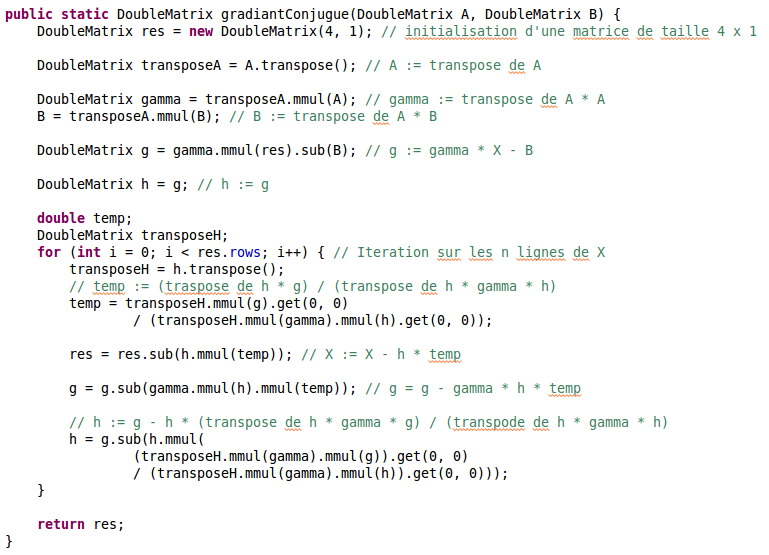 public static DoubleMatrix gradiantConjugue(DoubleMatrix A, DoubleMatrix B) {
    DoubleMatrix res = new DoubleMatrix(4, 1); // initialisation d'une matrice de taille 4 x 1

    DoubleMatrix transposeA = A.transpose(); // A := transpose de A

    DoubleMatrix gamma = transposeA.mmul(A); // gamma := transpose de A * A
    B = transposeA.mmul(B); // B := transpose de A * B

    DoubleMatrix g = gamma.mmul(res).sub(B); // g := gamma * X - B

    DoubleMatrix h = g; // h := g

    double temp;
    DoubleMatrix transposeH;
    for (int i = 0; i < res.rows; i++) { // Iteration sur les n lignes de X
        transposeH = h.transpose();
        // temp := (traspose de h * g) / (transpose de h * gamma * h)
        temp = transposeH.mmul(g).get(0, 0)
                / (transposeH.mmul(gamma).mmul(h).get(0, 0));

        res = res.sub(h.mmul(temp)); // X := X - h * temp

        g = g.sub(gamma.mmul(h).mmul(temp)); // g = g - gamma * h * temp

        // h := g - h * (transpose de h * gamma * g) / (transpode de h * gamma * h)
        h = g.sub(h.mmul(
                (transposeH.mmul(gamma).mmul(g)).get(0, 0)
                / (transposeH.mmul(gamma).mmul(h)).get(0, 0)));
    }

    return res;
}